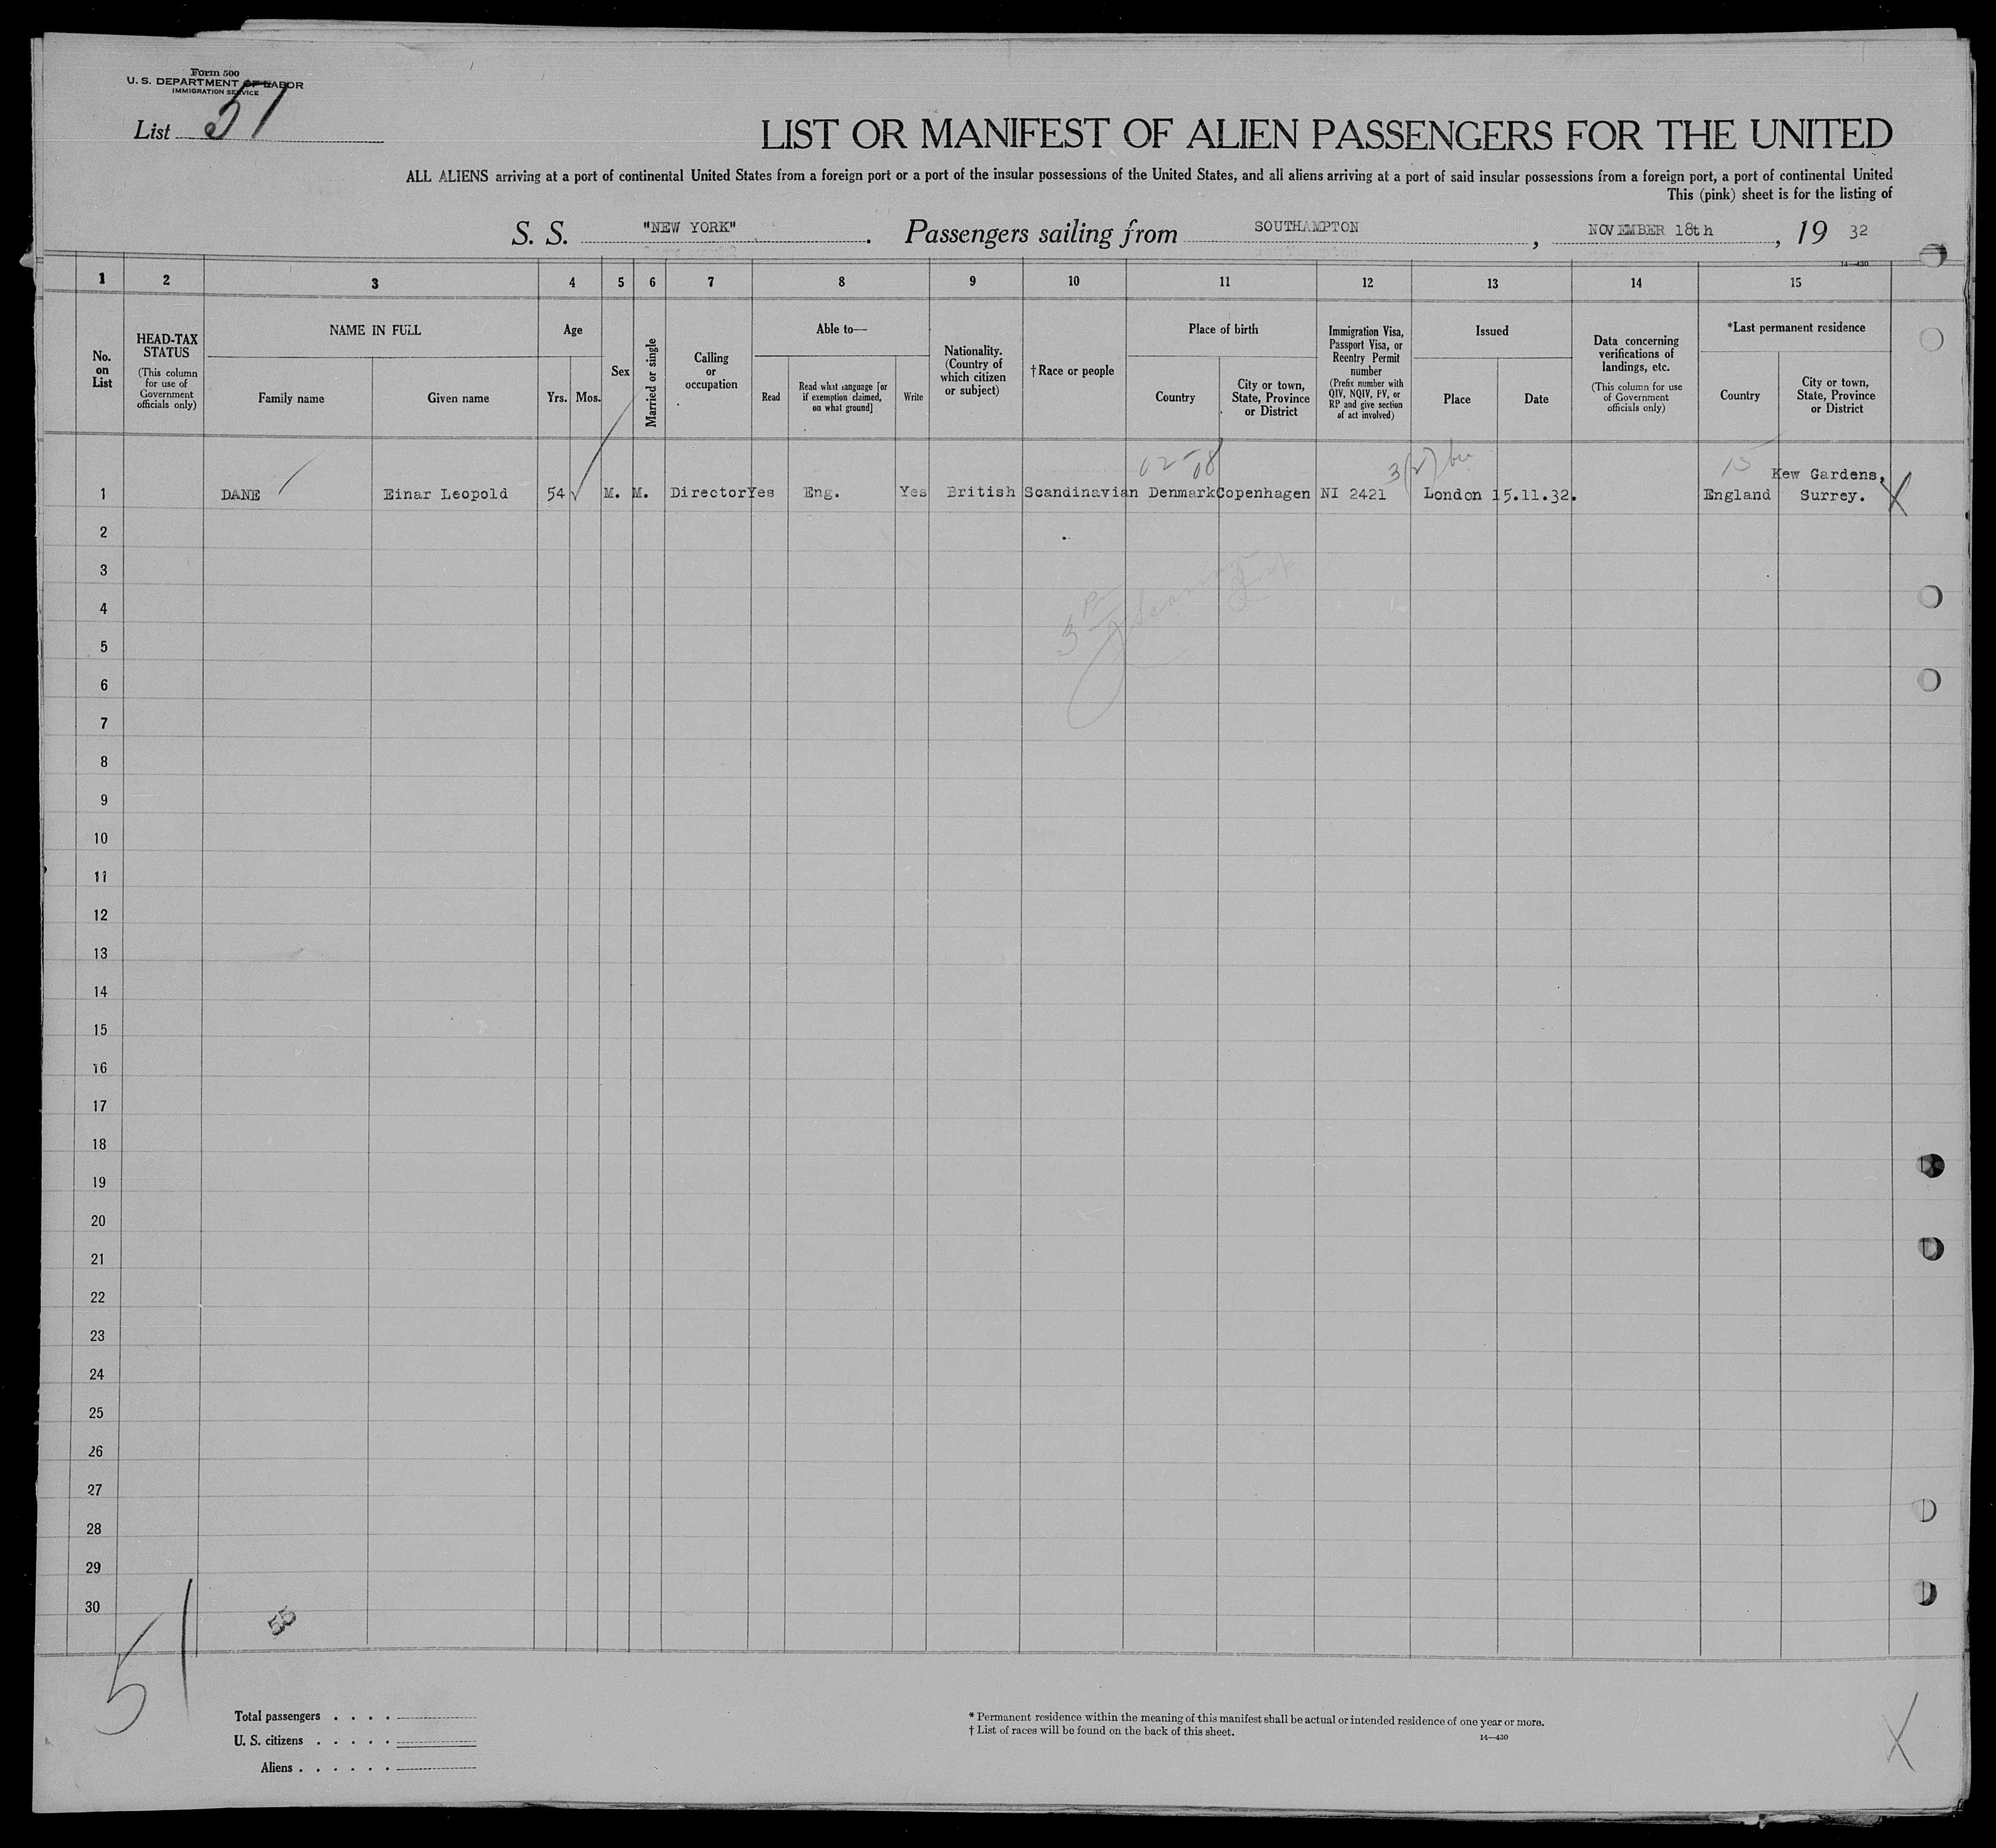 Form 500
U. S. DEPARTMENT OF LABOR
IMMIGRATION SERVICE
List 51
LIST OR MANIFEST OF ALIEN PASSENGERS FOR THE UNITED
ALL ALIENS arriving at a port of continental United States from a foreign port or a port of the insular possessions of the United States, and all aliens arriving at a port of said insular possessions from a foreign port, a port of continental United
This (pink) sheet is for the listing of
S. S. "NEW YORK". Passengers sailing from SOUTHAMPTON, NOVEMBER 18th, 19 32
14—430
1 2 3 4 5 6 7 8 9 10 11 12 13 14 15
No. on List
HEAD-TAX STATUS
(This column for use of Government officials only)
NAME IN FULL
Family name
Given name
Age
Yrs. Mos.
Sex
Married or single
Calling or occupation
Able to—
Read
Read what language [or if exemption claimed, on what ground]
Write
Nationality. (Country of which citizen or subject)
†Race or people
Place of birth
Country
City or town, State, Province or District
Immigration Visa, Passport Visa, or Reentry Permit number
(Prefix number with QIV, NQIV, PV, or RP and give section of act involved)
Issued
Place
Date
Data concerning verifications of landings, etc.
(This column for use of Government officials only)
*Last permanent residence
Country
City or town, State, Province or District
02-08
3(2)
15
Kew Gardens,
1 DANE Einar Leopold 54 M. M. Director Yes Eng. Yes British Scandinavian Denmark Copenhagen NI 2421 London 15.11.32. England Surrey.
2
3
4
5
6
7
8
9
10
11
12
13
14
15
16
17
18
19
20
21
22
23
24
25
26
27
28
29
30
55
51
Total passengers . . . .
U. S. citizens . . . . .
Aliens . . . . . .
* Permanent residence within the meaning of this manifest shall be actual or intended residence of one year or more.
† List of races will be found on the back of this sheet.
14—430